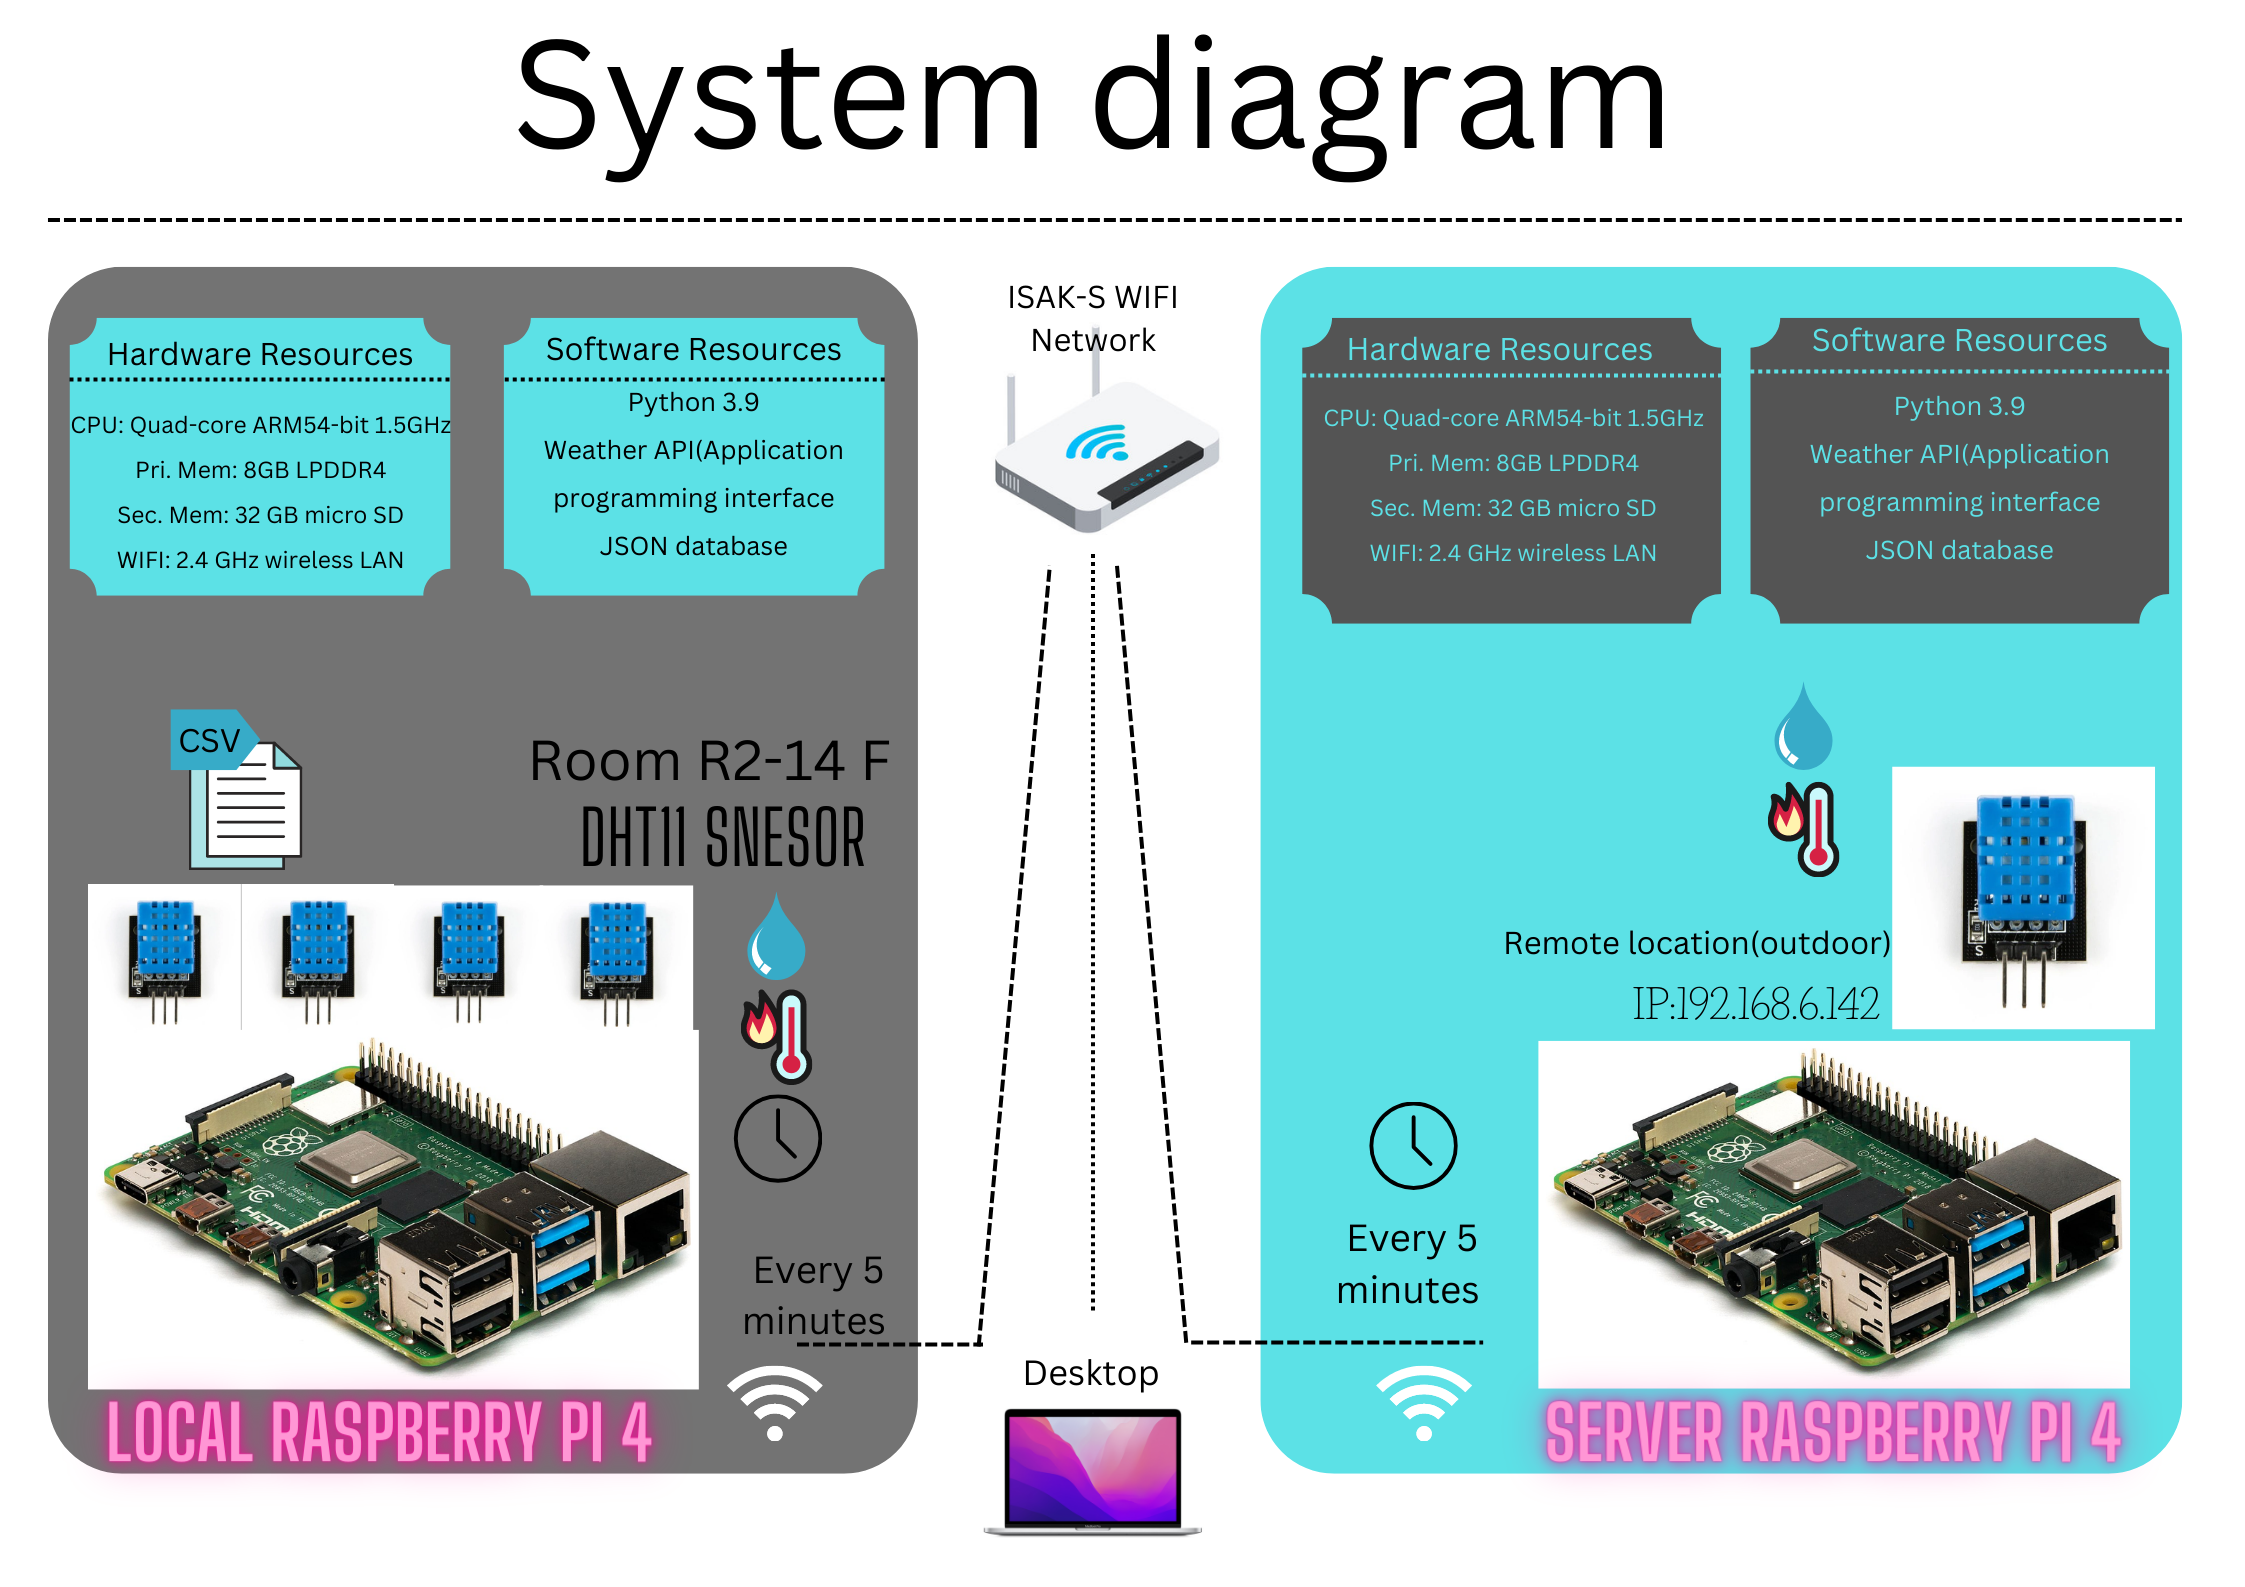 System diagram
Hardware Resources
CPU: Quad-core ARM54-bit 1.5GHz
Pri. Mem: 8GB LPDDR4
Sec. Mem: 32 GB micro SD
WIFI: 2.4 GHz wireless LAN
Software Resources
Python 3.9
Weather API(Application
programming interface
JSON database
CSV
Room R2-14 F
DHT11 SNESOR
S
S
S
S
Every 5
minutes
LOCAL RASPBERRY PI 4
ISAK-S WIFI
Network
Desktop
Hardware Resources
CPU: Quad-core ARM54-bit 1.5GHz
Pri. Mem: 8GB LPDDR4
Sec. Mem: 32 GB micro SD
WIFI: 2.4 GHz wireless LAN
Software Resources
Python 3.9
Weather API(Application
programming interface
JSON database
Remote location(outdoor)
IP:192.168.6.142
S
Every 5
minutes
SERVER RASPBERRY PI 4